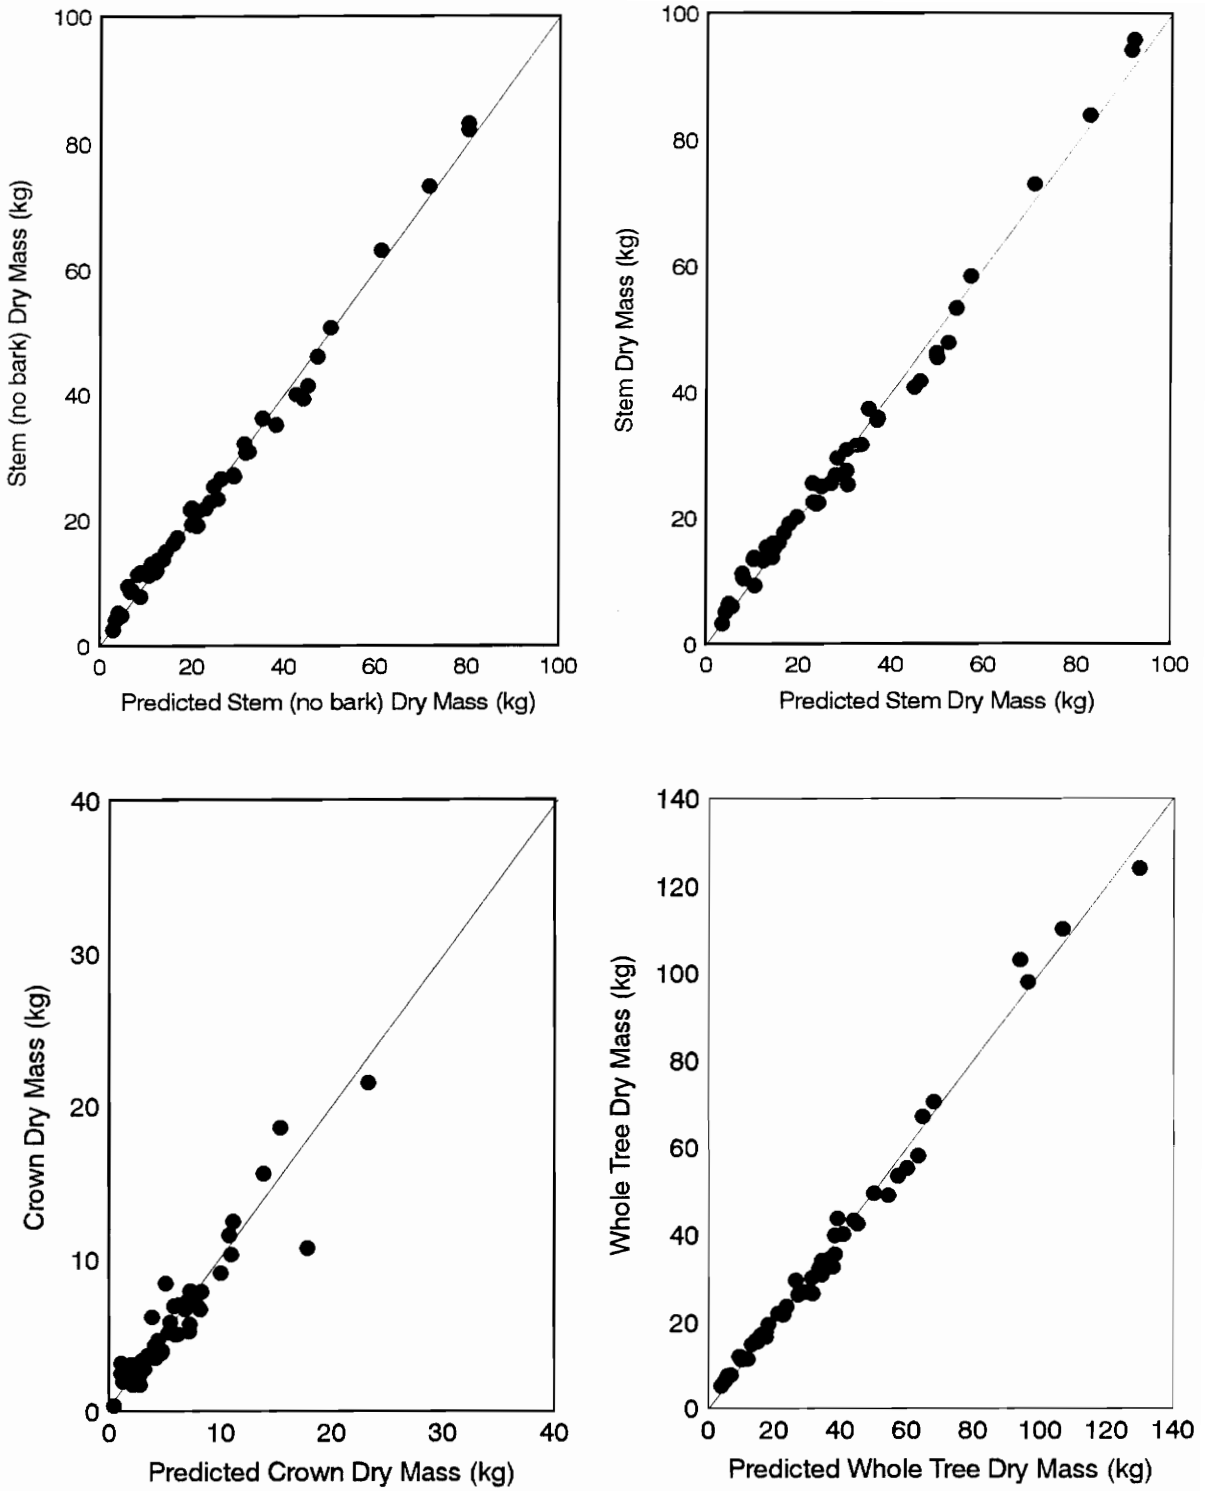 100
80
60
40
20
0
Stem (no bark) Dry Mass (kg)
0 20 40 60 80 100
Predicted Stem (no bark) Dry Mass (kg)
100
80
60
40
20
0
Stem Dry Mass (kg)
0 20 40 60 80 100
Predicted Stem Dry Mass (kg)
40
30
20
10
0
Crown Dry Mass (kg)
0 10 20 30 40
Predicted Crown Dry Mass (kg)
140
120
100
80
60
40
20
0
Whole Tree Dry Mass (kg)
0 20 40 60 80 100 120 140
Predicted Whole Tree Dry Mass (kg)